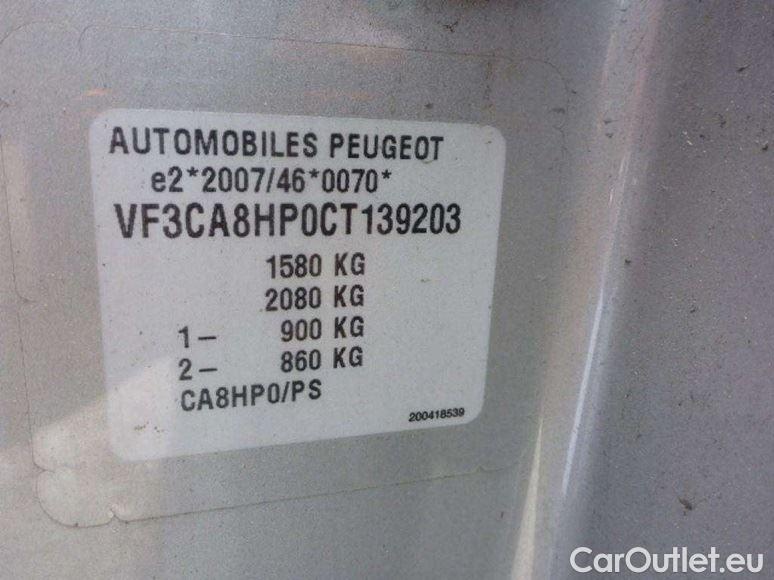 AUTOMOBILES PEUGEOT
e2*2007/46*0070*
VF3CA8HP0CT139203
1580 KG
2080 KG
1– 900 KG
2– 860 KG
CA8HP0/PS
200418539
CarOutlet.eu